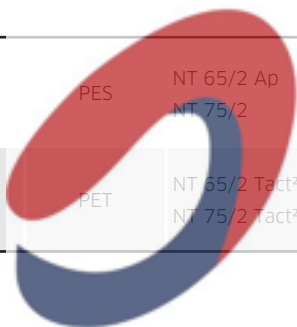 PES
NT 65/2 Ap
NT 75/2
PET
NT 65/2 Tact²
NT 75/2 Tact²